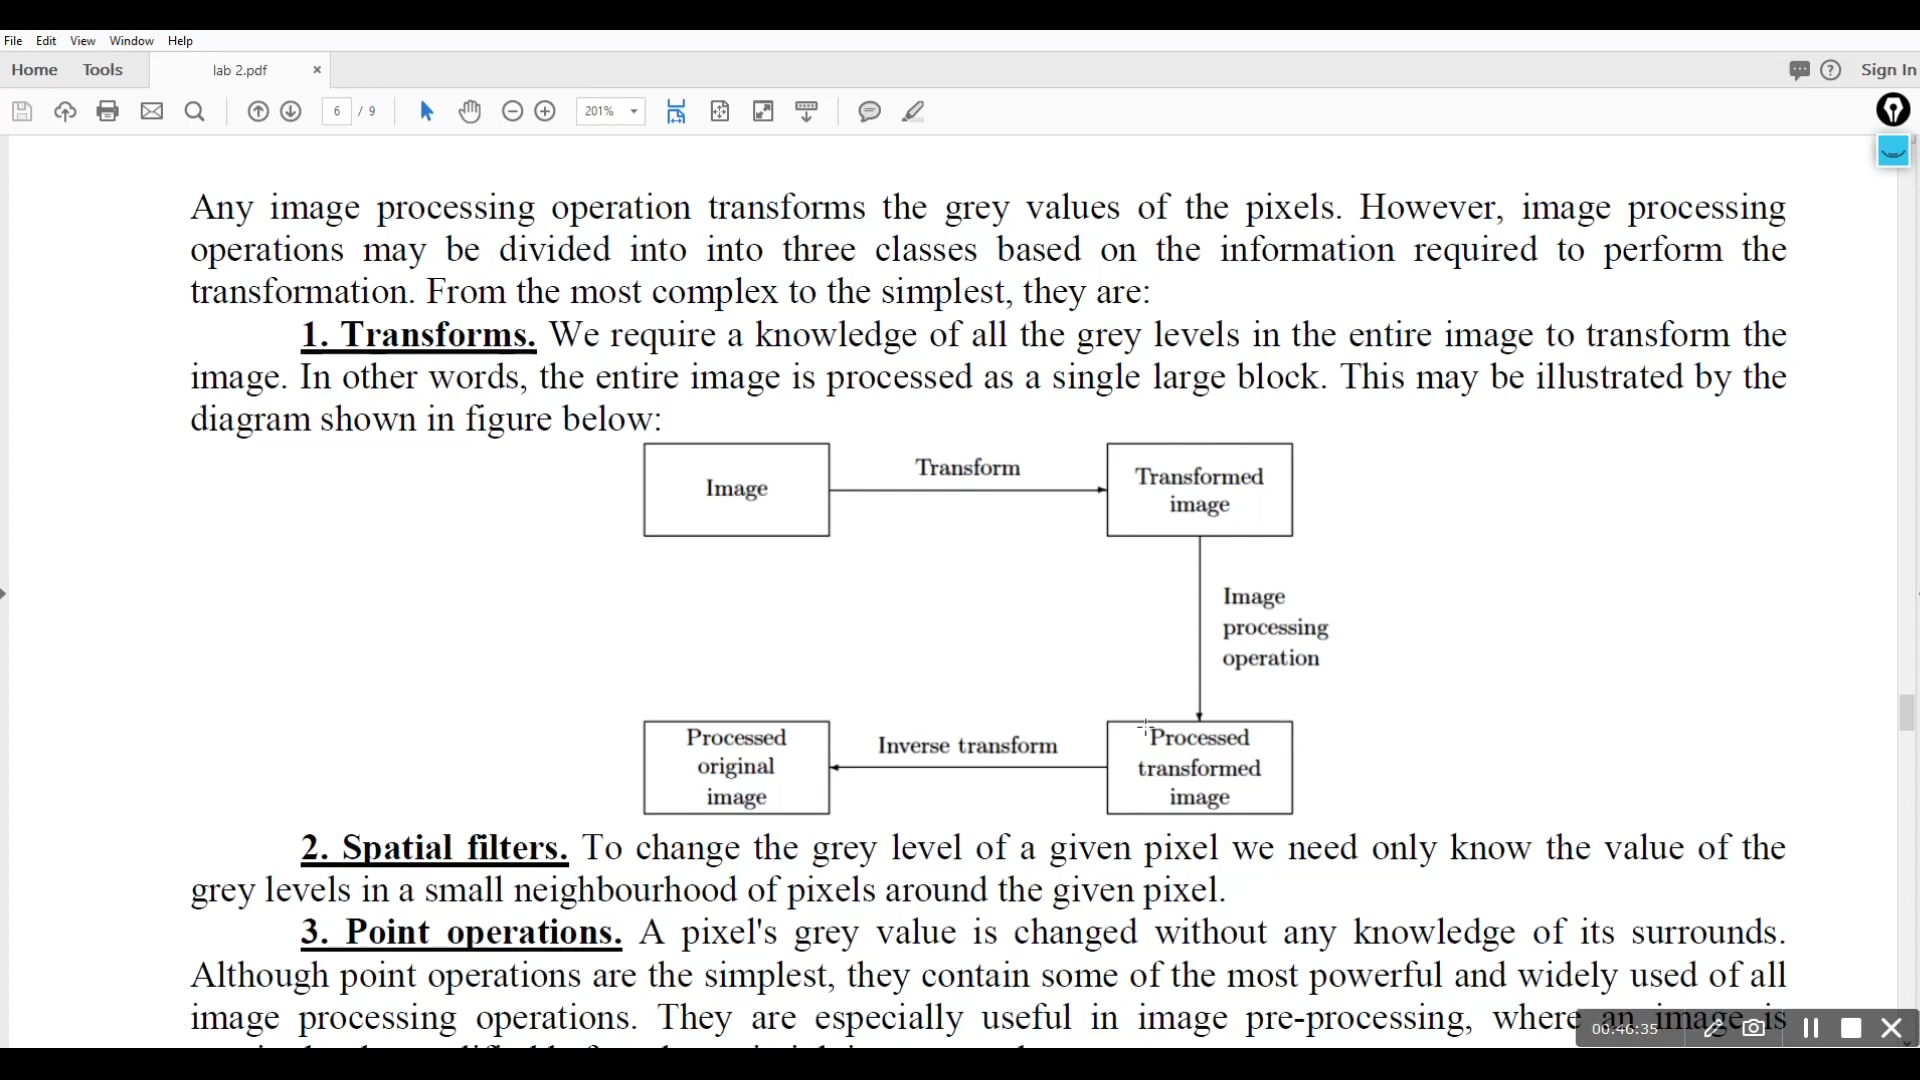 File Edit View Window Help
Home Tools lab 2.pdf × Sign In
6 / 9 201%
Any image processing operation transforms the grey values of the pixels. However, image processing
operations may be divided into into three classes based on the information required to perform the
transformation. From the most complex to the simplest, they are:
1. Transforms. We require a knowledge of all the grey levels in the entire image to transform the
image. In other words, the entire image is processed as a single large block. This may be illustrated by the
diagram shown in figure below:
Image
Transform
Transformed
image
Image
processing
operation
Processed
transformed
image
Inverse transform
Processed
original
image
2. Spatial filters. To change the grey level of a given pixel we need only know the value of the
grey levels in a small neighbourhood of pixels around the given pixel.
3. Point operations. A pixel's grey value is changed without any knowledge of its surrounds.
Although point operations are the simplest, they contain some of the most powerful and widely used of all
image processing operations. They are especially useful in image pre-processing, where an image is
00:46:35